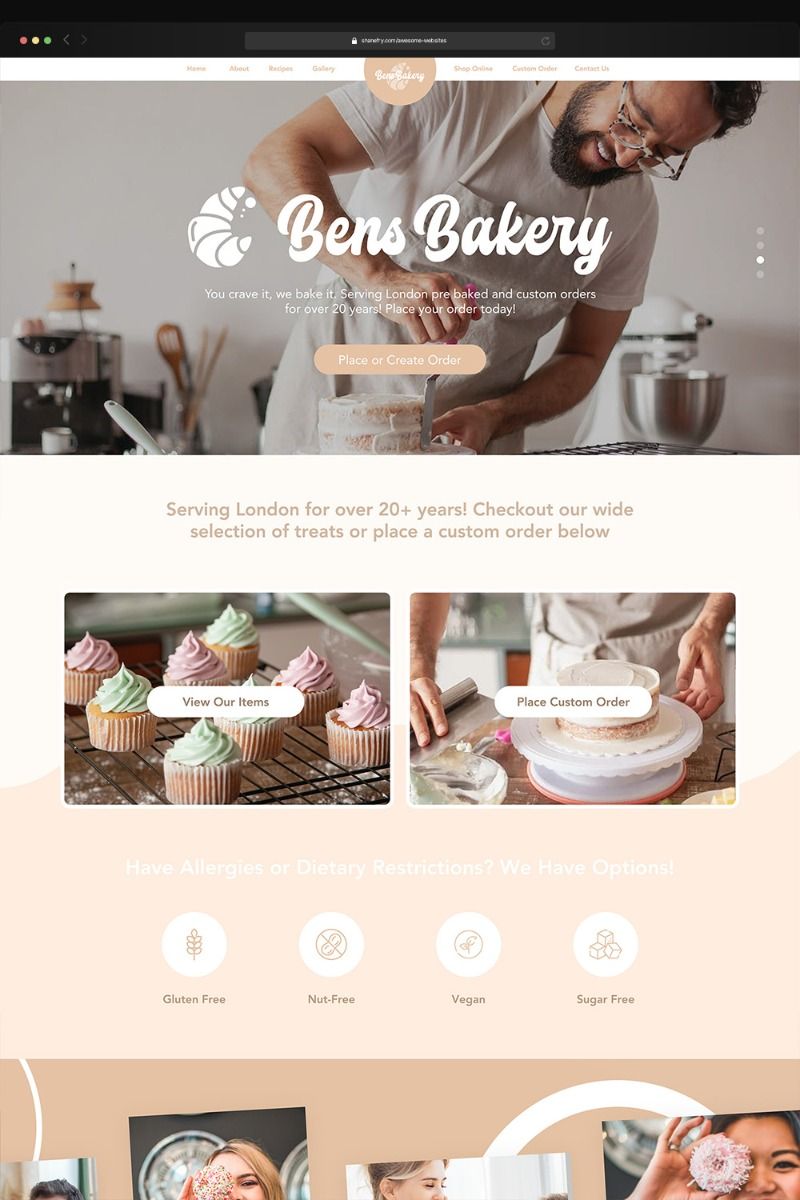 shanefry.com/awesome-websites
Home About Recipes Gallery Bens Bakery Shop Online Custom Order Contact Us
Bens Bakery
You crave it, we bake it. Serving London pre baked and custom orders
for over 20 years! Place your order today!
Place or Create Order
Serving London for over 20+ years! Checkout our wide
selection of treats or place a custom order below
View Our Items
Place Custom Order
Have Allergies or Dietary Restrictions? We Have Options!
Gluten Free
Nut-Free
Vegan
Sugar Free